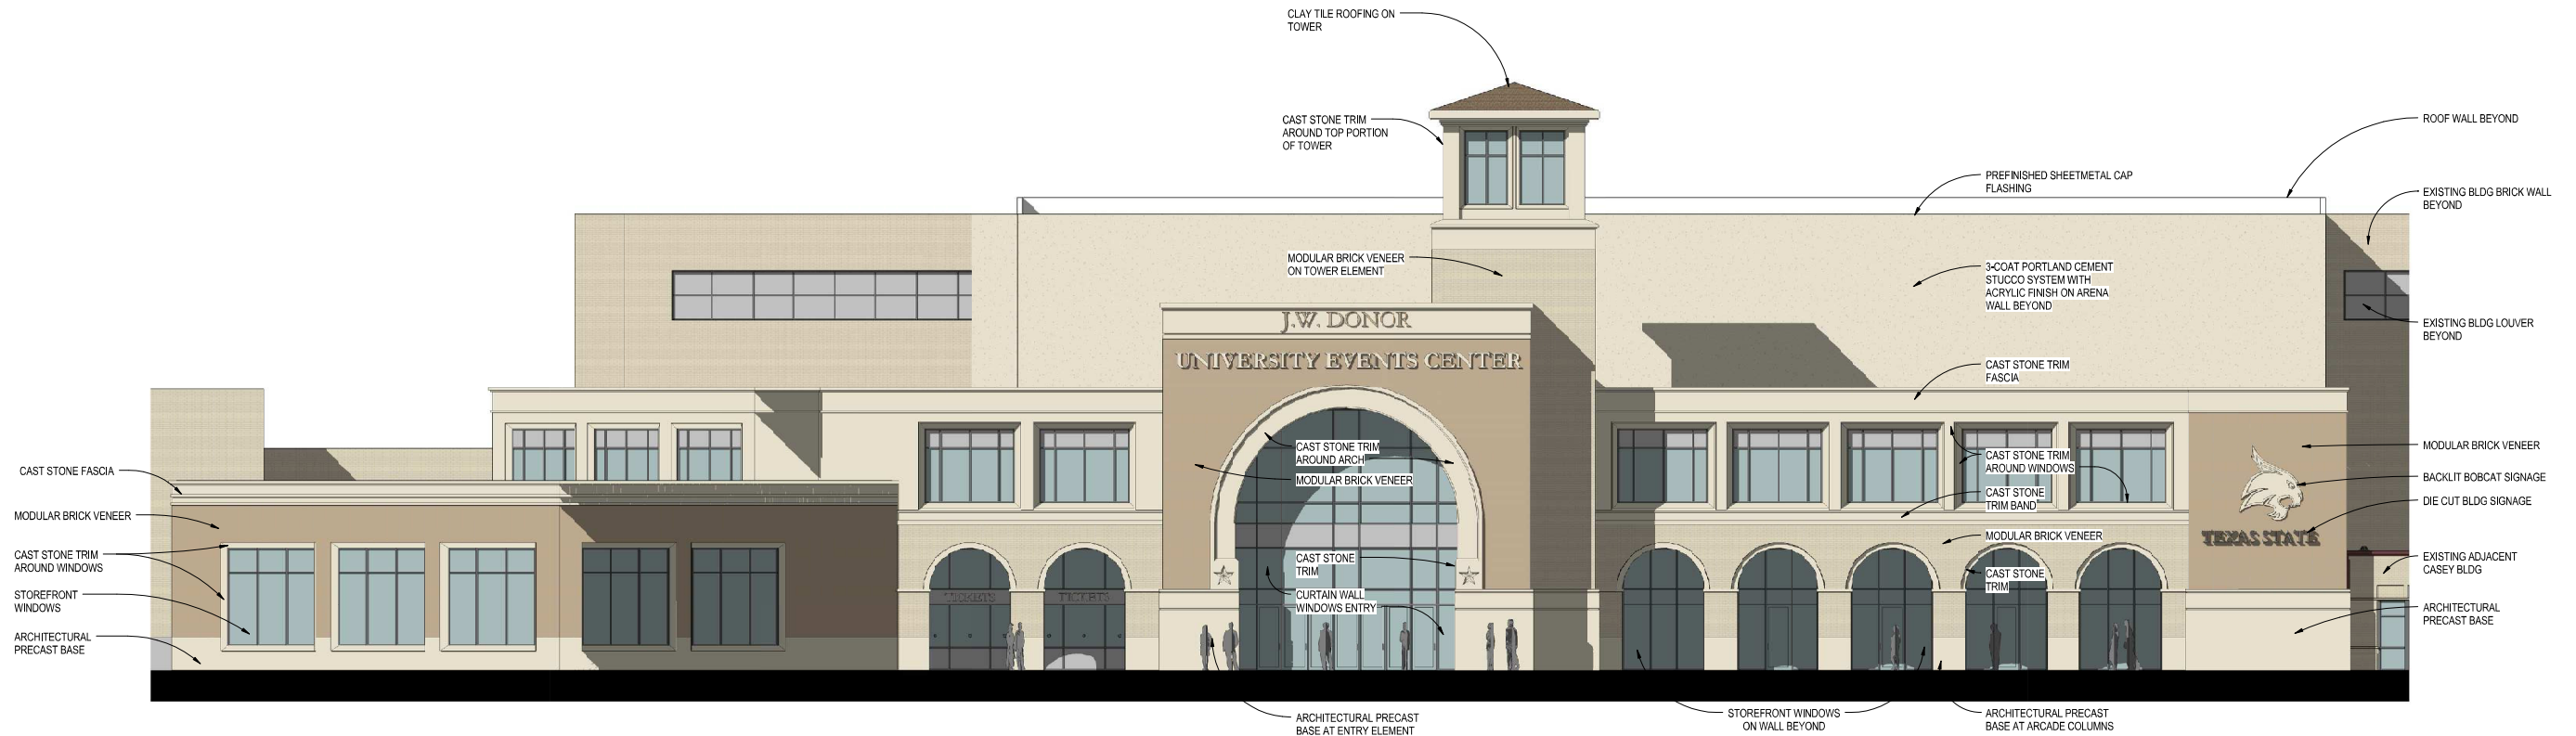 CLAY TILE ROOFING ON
TOWER
CAST STONE TRIM
AROUND TOP PORTION
OF TOWER
ROOF WALL BEYOND
PREFINISHED SHEETMETAL CAP
FLASHING
EXISTING BLDG BRICK WALL
BEYOND
MODULAR BRICK VENEER
ON TOWER ELEMENT
3-COAT PORTLAND CEMENT
STUCCO SYSTEM WITH
ACRYLIC FINISH ON ARENA
WALL BEYOND
EXISTING BLDG LOUVER
BEYOND
J.W. DONOR
UNIVERSITY EVENTS CENTER
CAST STONE TRIM
FASCIA
CAST STONE FASCIA
MODULAR BRICK VENEER
CAST STONE TRIM
AROUND WINDOWS
STOREFRONT
WINDOWS
ARCHITECTURAL
PRECAST BASE
TICKETS
TICKETS
CAST STONE TRIM
AROUND ARCH
MODULAR BRICK VENEER
CAST STONE
TRIM
CURTAIN WALL
WINDOWS ENTRY
CAST STONE TRIM
AROUND WINDOWS
CAST STONE
TRIM BAND
MODULAR BRICK VENEER
CAST STONE
TRIM
TEXAS STATE
MODULAR BRICK VENEER
BACKLIT BOBCAT SIGNAGE
DIE CUT BLDG SIGNAGE
EXISTING ADJACENT
CASEY BLDG
ARCHITECTURAL
PRECAST BASE
ARCHITECTURAL PRECAST
BASE AT ENTRY ELEMENT
STOREFRONT WINDOWS
ON WALL BEYOND
ARCHITECTURAL PRECAST
BASE AT ARCADE COLUMNS